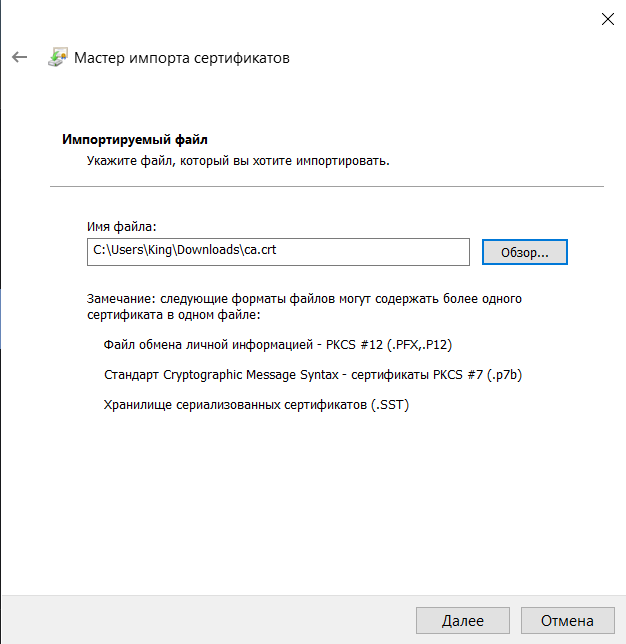 Мастер импорта сертификатов
Импортируемый файл
Укажите файл, который вы хотите импортировать.
Имя файла:
C:\Users\King\Downloads\ca.crt
Обзор...
Замечание: следующие форматы файлов могут содержать более одного
сертификата в одном файле:
Файл обмена личной информацией - PKCS #12 (.PFX,.P12)
Стандарт Cryptographic Message Syntax - сертификаты PKCS #7 (.p7b)
Хранилище сериализованных сертификатов (.SST)
Далее
Отмена